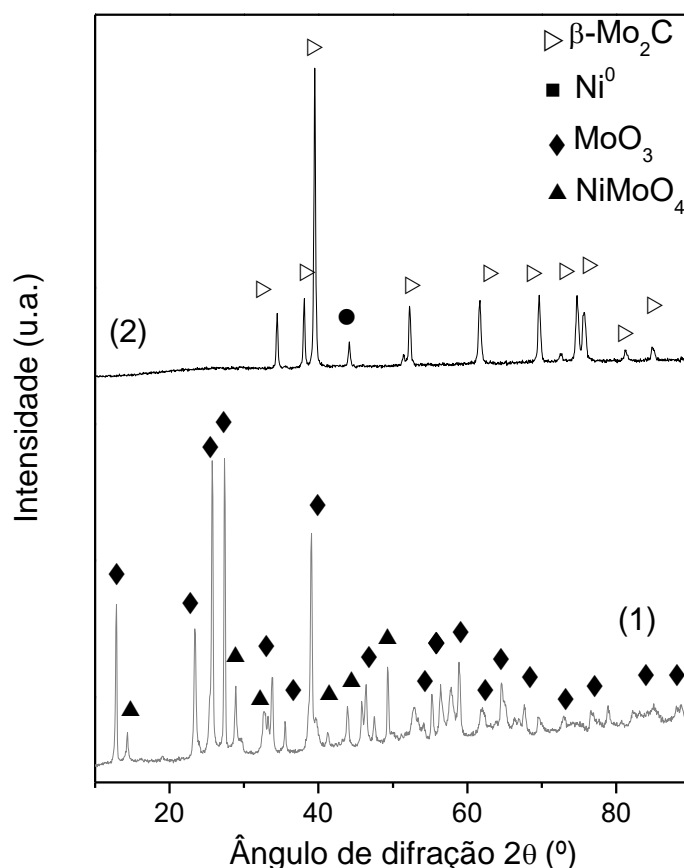 β-Mo₂C
Ni⁰
MoO₃
NiMoO₄
(2)
(1)
Intensidade (u.a.)
20 40 60 80
Ângulo de difração 2θ (º)